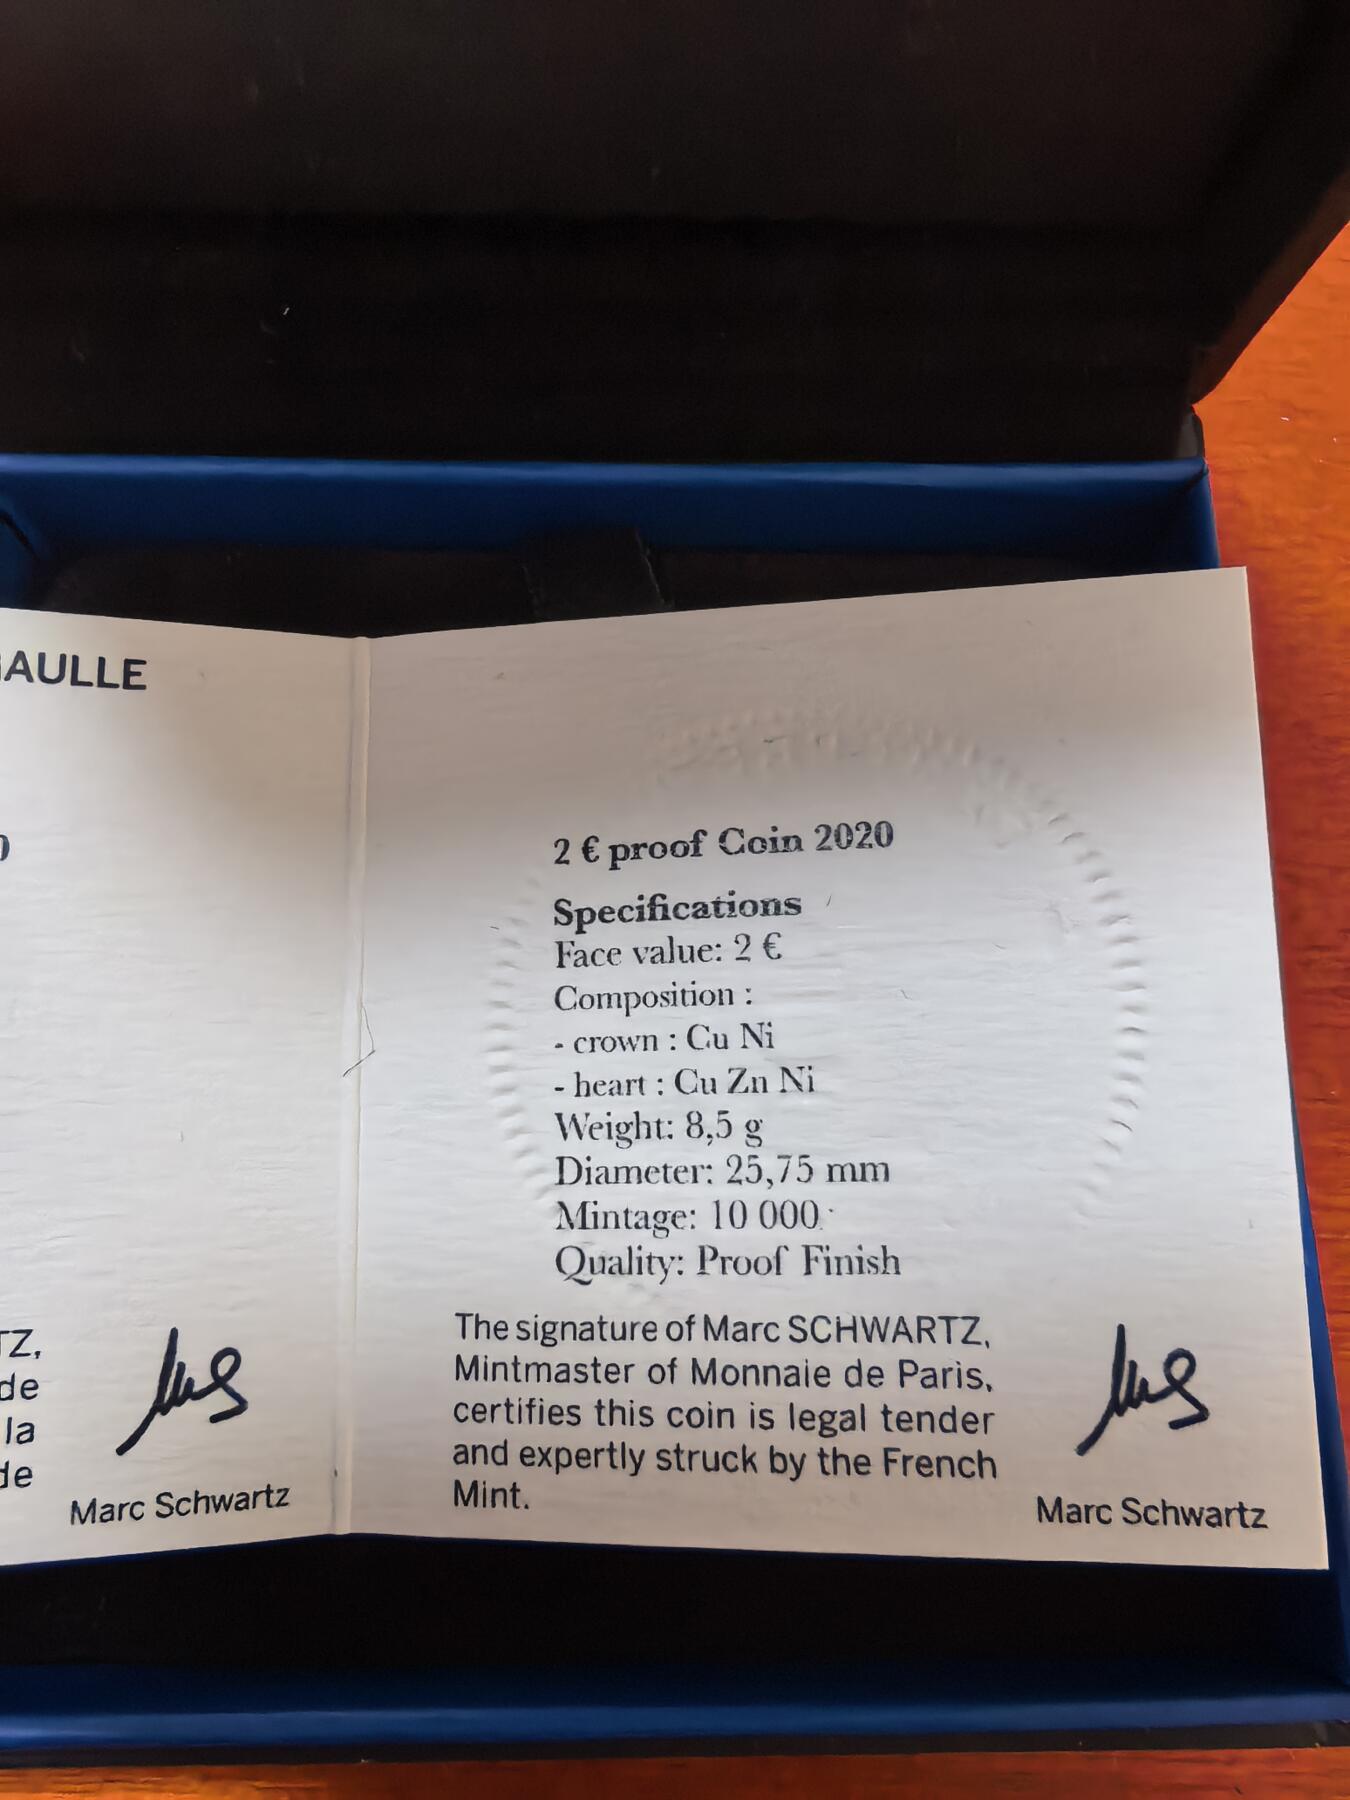 AULLE
TZ,
de
la
de
Marc Schwartz
2 € proof Coin 2020
Specifications
Face value: 2 €
Composition :
- crown : Cu Ni
- heart : Cu Zn Ni
Weight: 8,5 g
Diameter: 25,75 mm
Mintage: 10 000
Quality: Proof Finish
The signature of Marc SCHWARTZ,
Mintmaster of Monnaie de Paris,
certifies this coin is legal tender
and expertly struck by the French
Mint.
Marc Schwartz